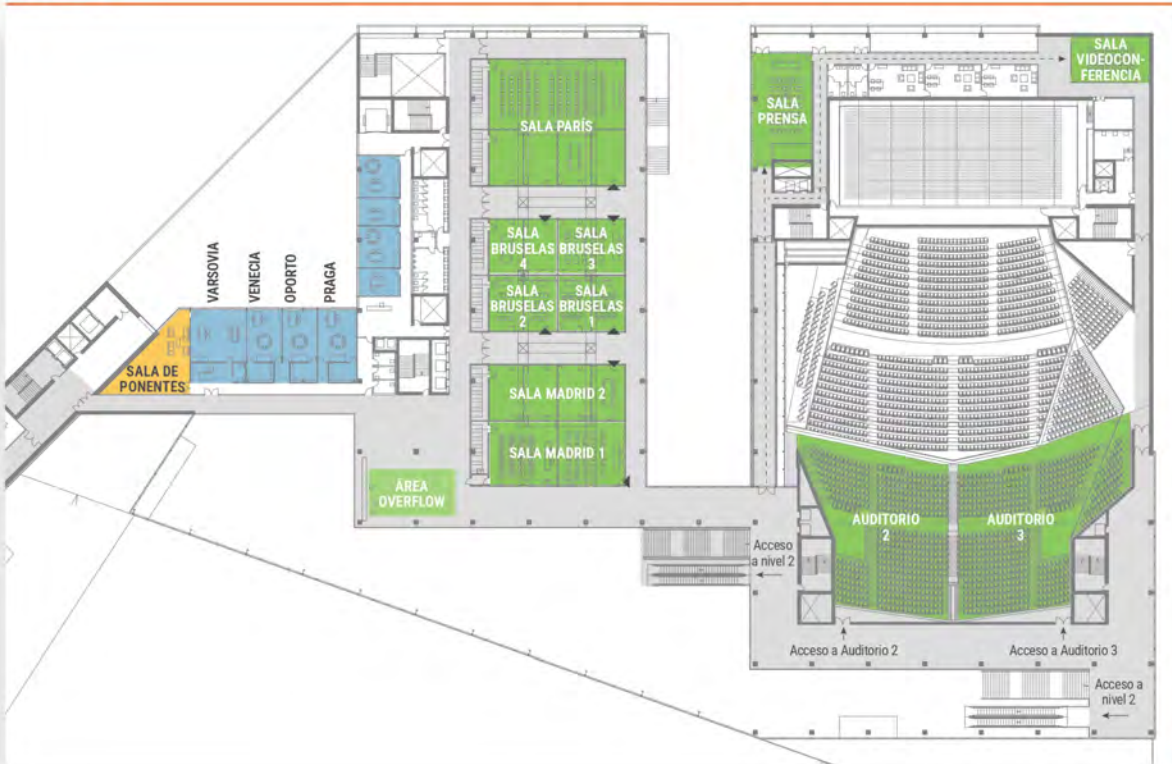 SALA
VIDEOCON-
FERENCIA
SALA
PRENSA
SALA PARÍS
SALA
BRUSELAS
4
SALA
BRUSELAS
3
SALA
BRUSELAS
2
SALA
BRUSELAS
1
VARSOVIA
VENECIA
OPORTO
PRAGA
SALA DE
PONENTES
SALA MADRID 2
SALA MADRID 1
ÁREA
OVERFLOW
AUDITORIO
2
AUDITORIO
3
Acceso
a nivel 2
Acceso a Auditorio 2
Acceso a Auditorio 3
Acceso a
nivel 2